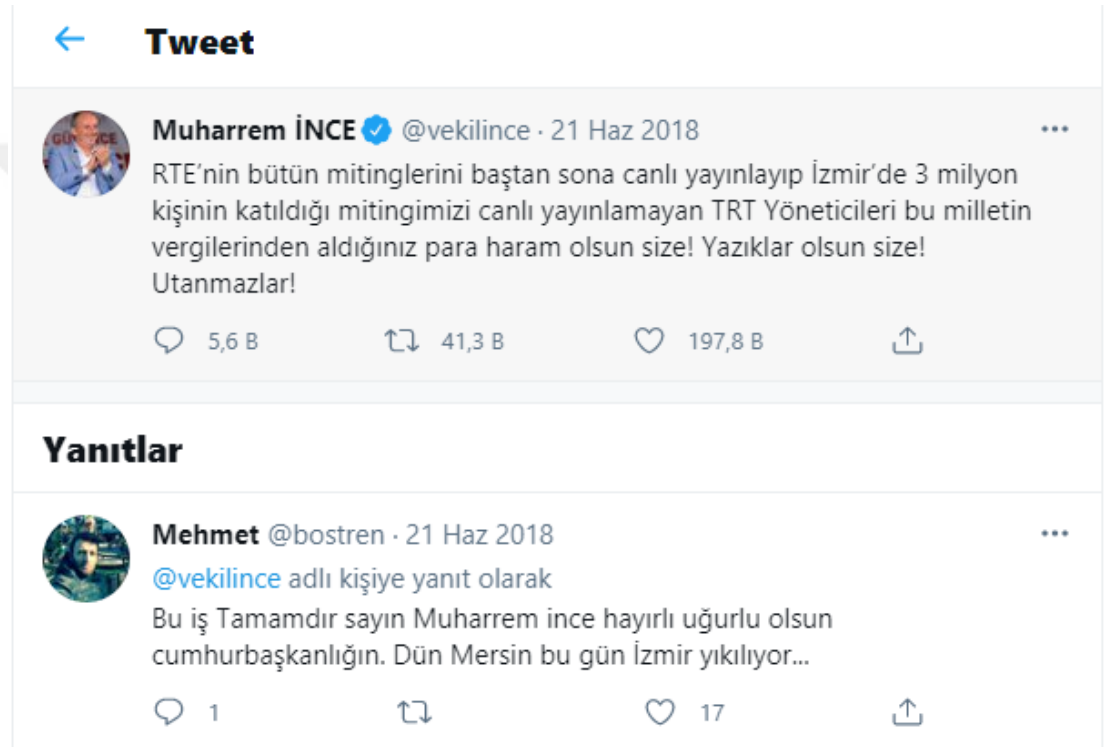 Tweet
Muharrem İNCE @vekilince · 21 Haz 2018
RTE'nin bütün mitinglerini baştan sona canlı yayınlayıp İzmir'de 3 milyon
kişinin katıldığı mitingimizi canlı yayınlamayan TRT Yöneticileri bu milletin
vergilerinden aldığınız para haram olsun size! Yazıklar olsun size!
Utanmazlar!
5,6 B 41,3 B 197,8 B
Yanıtlar
Mehmet @bostren · 21 Haz 2018
@vekilince adlı kişiye yanıt olarak
Bu iş Tamamdır sayın Muharrem ince hayırlı uğurlu olsun
cumhurbaşkanlığın. Dün Mersin bu gün İzmir yıkılıyor...
1 17